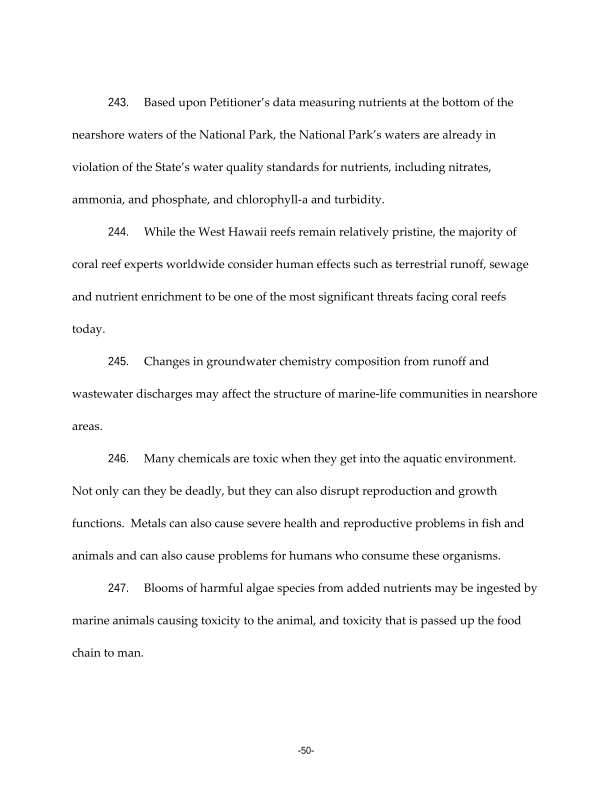 243. Based upon Petitioner’s data measuring nutrients at the bottom of the
nearshore waters of the National Park, the National Park’s waters are already in
violation of the State’s water quality standards for nutrients, including nitrates,
ammonia, and phosphate, and chlorophyll-a and turbidity.
244. While the West Hawaii reefs remain relatively pristine, the majority of
coral reef experts worldwide consider human effects such as terrestrial runoff, sewage
and nutrient enrichment to be one of the most significant threats facing coral reefs
today.
245. Changes in groundwater chemistry composition from runoff and
wastewater discharges may affect the structure of marine-life communities in nearshore
areas.
246. Many chemicals are toxic when they get into the aquatic environment.
Not only can they be deadly, but they can also disrupt reproduction and growth
functions.  Metals can also cause severe health and reproductive problems in fish and
animals and can also cause problems for humans who consume these organisms.
247. Blooms of harmful algae species from added nutrients may be ingested by
marine animals causing toxicity to the animal, and toxicity that is passed up the food
chain to man.
-50-